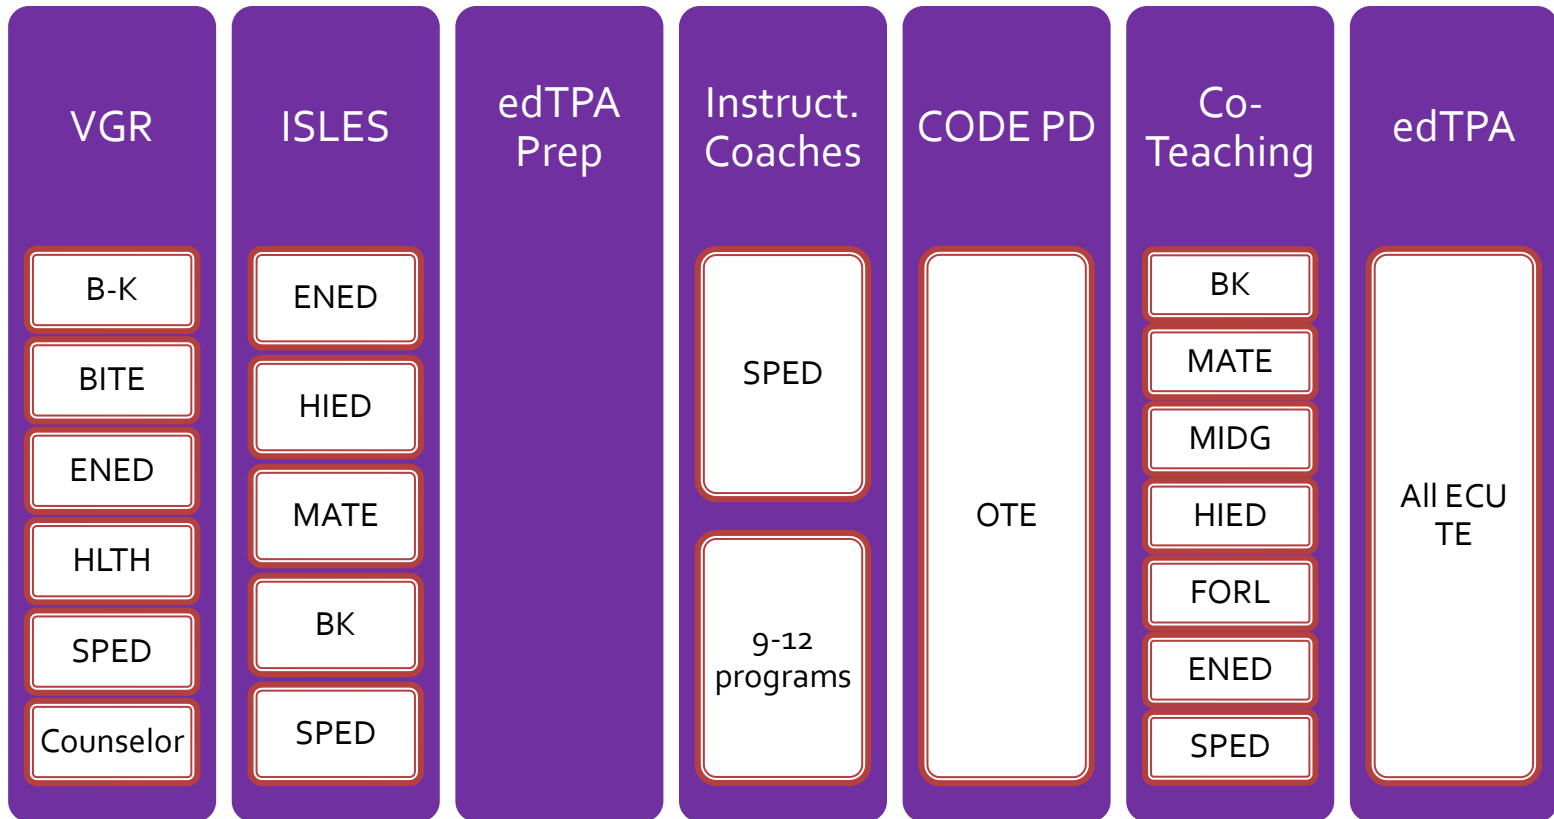 VGR
B-K
BITE
ENED
HLTH
SPED
Counselor
ISLES
ENED
HIED
MATE
BK
SPED
edTPA
Prep
Instruct.
Coaches
SPED
9-12
programs
CODE PD
OTE
Co-
Teaching
BK
MATE
MIDG
HIED
FORL
ENED
SPED
edTPA
All ECU
TE